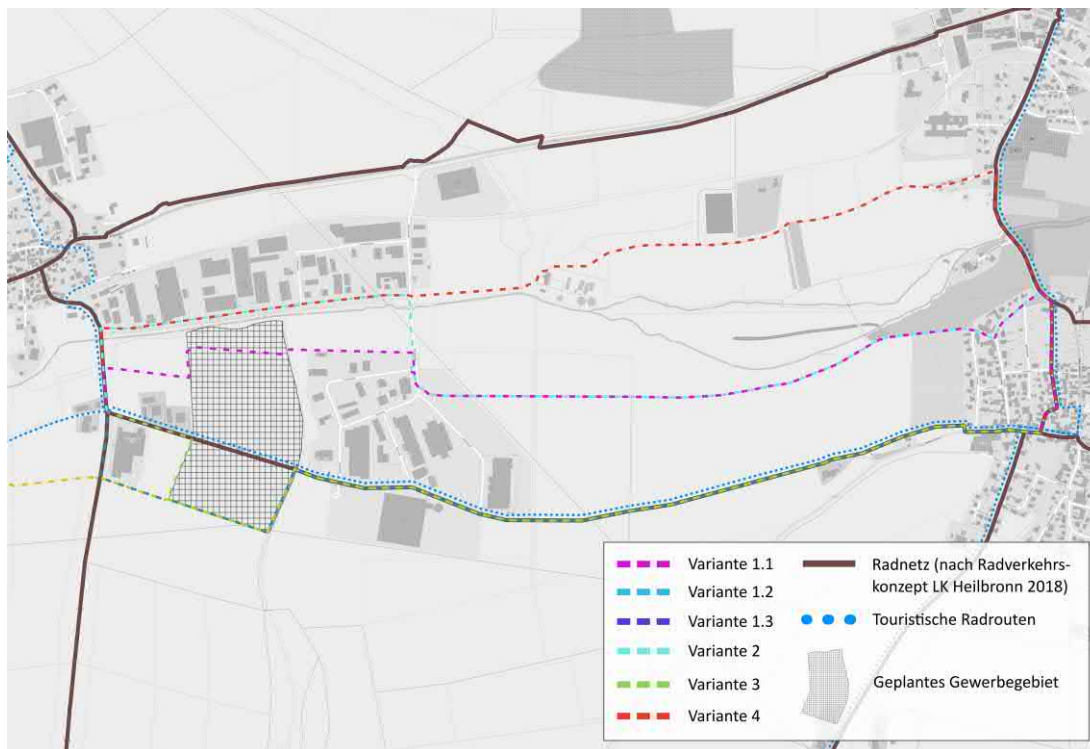 Variante 1.1
Variante 1.2
Variante 1.3
Variante 2
Variante 3
Variante 4
Radnetz (nach Radverkehrs-
konzept LK Heilbronn 2018)
Touristische Radrouten
Geplantes Gewerbegebiet